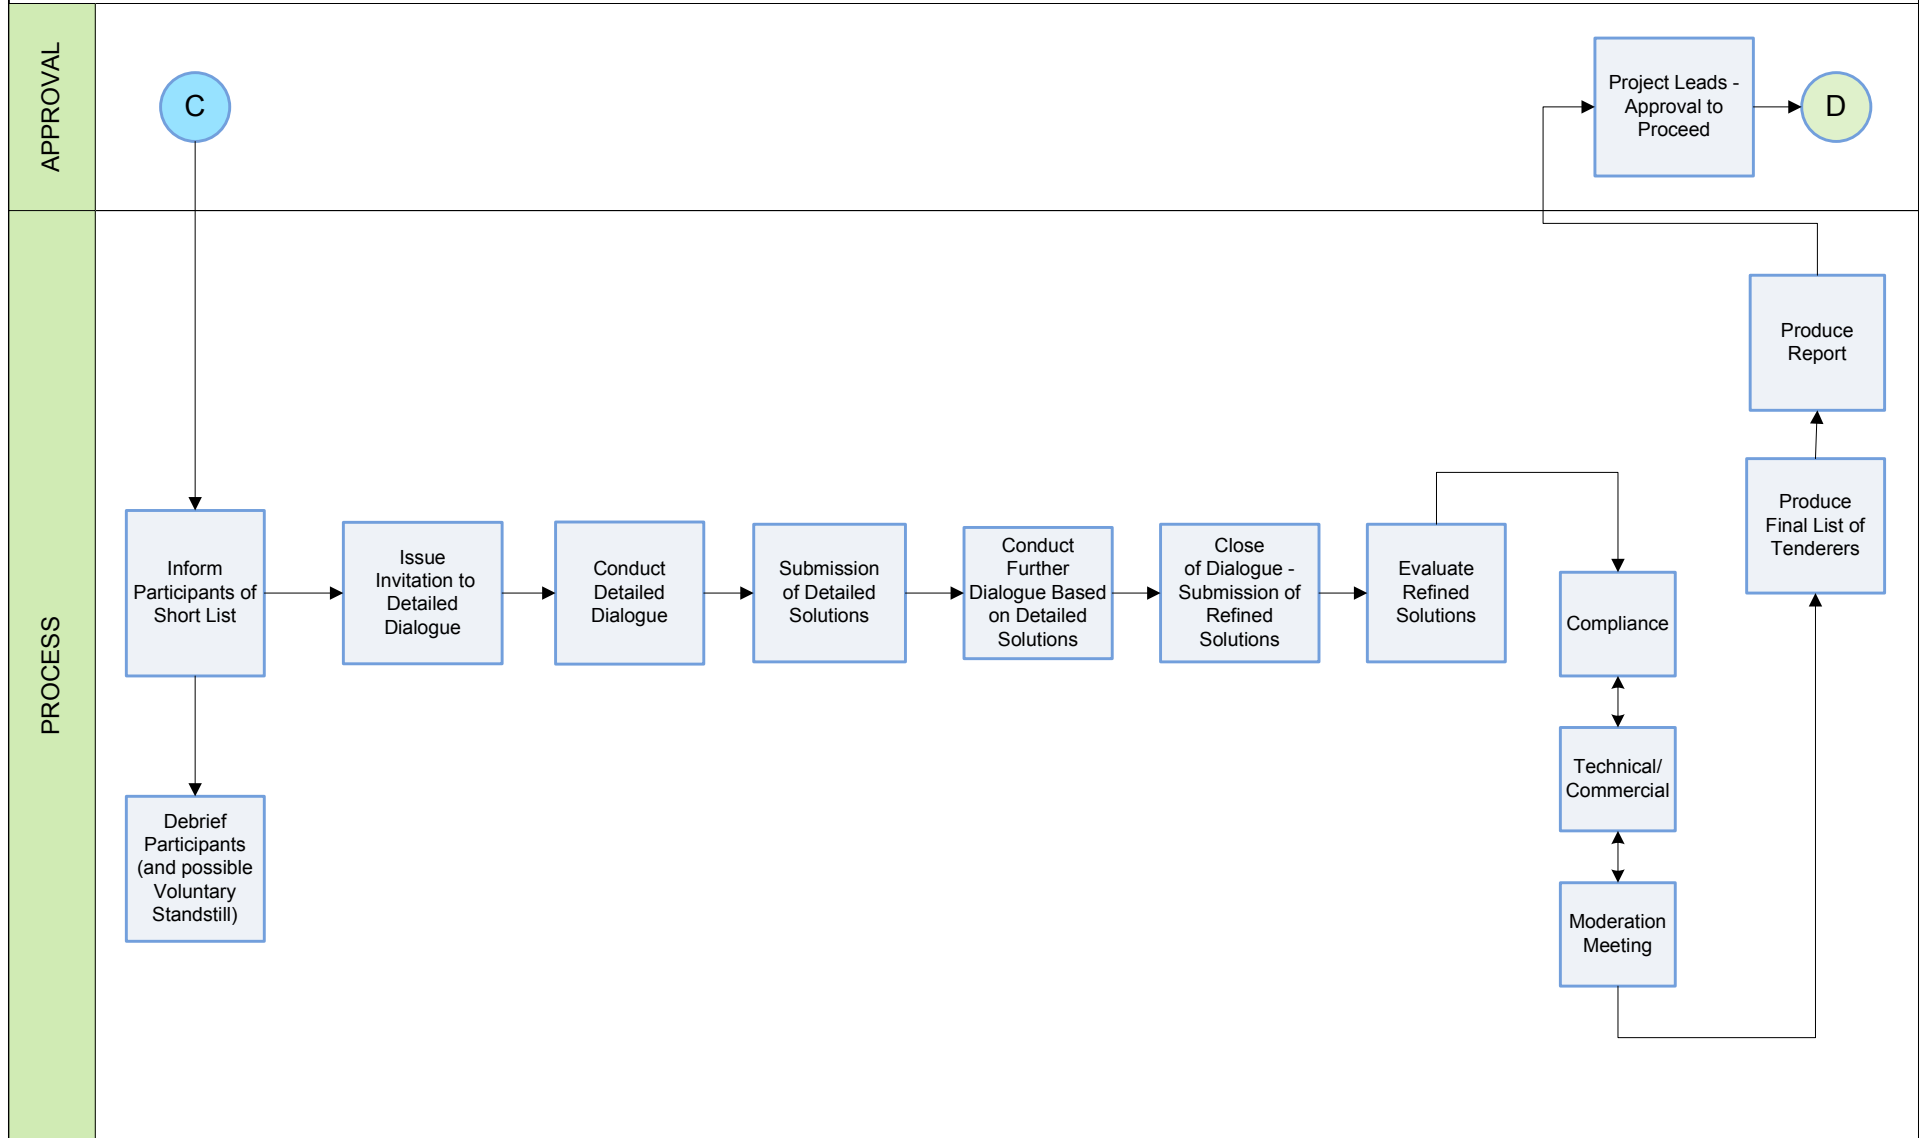 APPROVAL
C
Project Leads -
Approval to
Proceed
D
PROCESS
Inform
Participants of
Short List
Debrief
Participants
(and possible
Voluntary
Standstill)
Issue
Invitation to
Detailed
Dialogue
Conduct
Detailed
Dialogue
Submission
of Detailed
Solutions
Conduct
Further
Dialogue Based
on Detailed
Solutions
Close
of Dialogue -
Submission of
Refined
Solutions
Evaluate
Refined
Solutions
Compliance
Technical/
Commercial
Moderation
Meeting
Produce
Final List of
Tenderers
Produce
Report